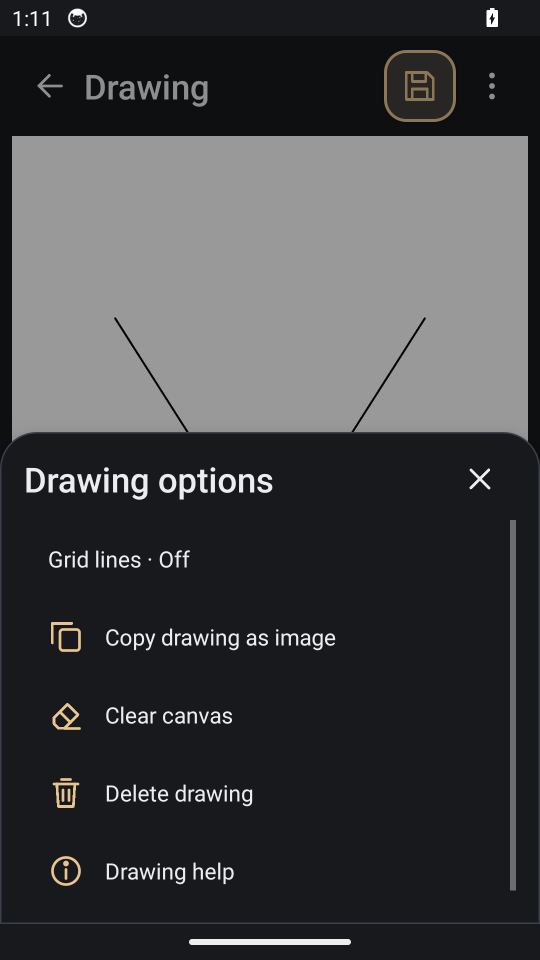 1:11
Drawing
Drawing options
Grid lines · Off
Copy drawing as image
Clear canvas
Delete drawing
Drawing help